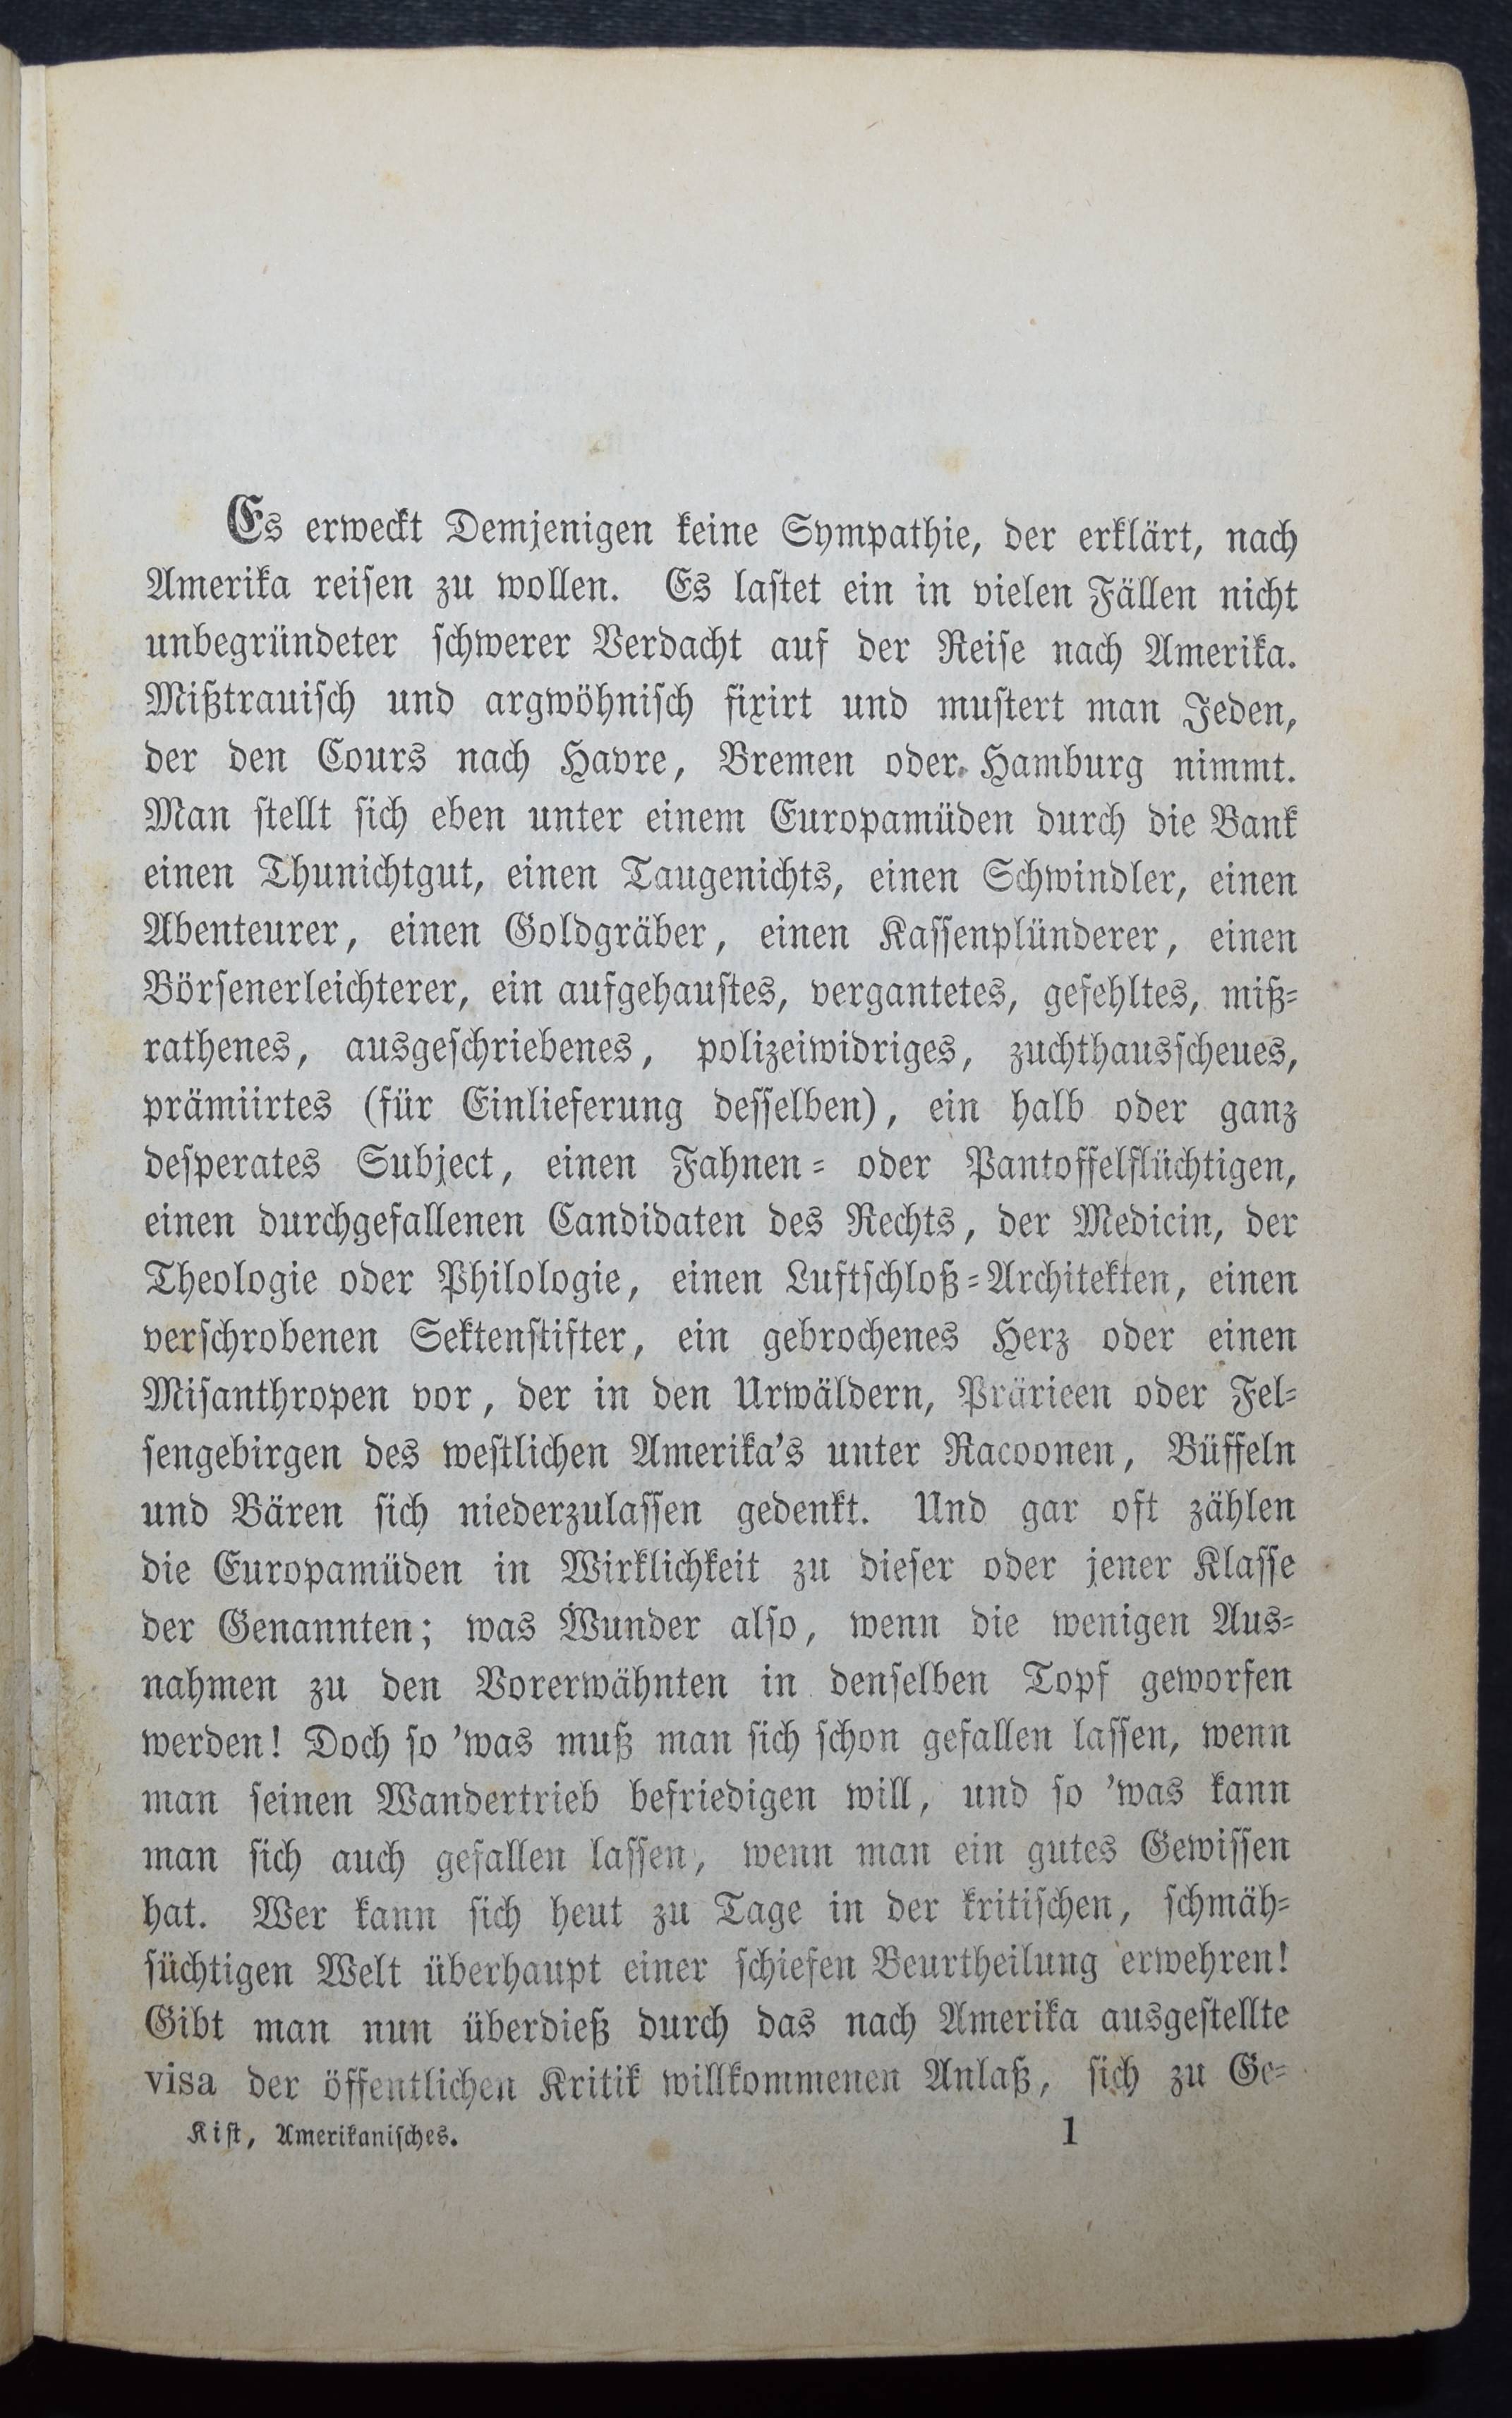 Es erweckt Demjenigen keine Sympathie, der erklärt, nach
Amerika reisen zu wollen. Es lastet ein in vielen Fällen nicht
unbegründeter schwerer Verdacht auf der Reise nach Amerika.
Mißtrauisch und argwöhnisch fixirt und mustert man Jeden,
der den Cours nach Havre, Bremen oder Hamburg nimmt.
Man stellt sich eben unter einem Europamüden durch die Bank
einen Thunichtgut, einen Taugenichts, einen Schwindler, einen
Abenteurer, einen Goldgräber, einen Kassenplünderer, einen
Börsenerleichterer, ein aufgehaustes, vergantetes, gefehltes, miß-
rathenes, ausgeschriebenes, polizeiwidriges, zuchthausscheues,
prämiirtes (für Einlieferung desselben), ein halb oder ganz
desperates Subject, einen Fahnen- oder Pantoffelflüchtigen,
einen durchgefallenen Candidaten des Rechts, der Medicin, der
Theologie oder Philologie, einen Luftschloß-Architekten, einen
verschrobenen Sektenstifter, ein gebrochenes Herz oder einen
Misanthropen vor, der in den Urwäldern, Prärieen oder Fel-
sengebirgen des westlichen Amerika's unter Racoonen, Büffeln
und Bären sich niederzulassen gedenkt. Und gar oft zählen
die Europamüden in Wirklichkeit zu dieser oder jener Klasse
der Genannten; was Wunder also, wenn die wenigen Aus-
nahmen zu den Vorerwähnten in denselben Topf geworfen
werden! Doch so 'was muß man sich schon gefallen lassen, wenn
man seinen Wandertrieb befriedigen will, und so 'was kann
man sich auch gefallen lassen, wenn man ein gutes Gewissen
hat. Wer kann sich heut zu Tage in der kritischen, schmäh-
süchtigen Welt überhaupt einer schiefen Beurtheilung erwehren!
Gibt man nun überdieß durch das nach Amerika ausgestellte
visa der öffentlichen Kritik willkommenen Anlaß, sich zu Ge-
Kist, Amerikanisches. 1